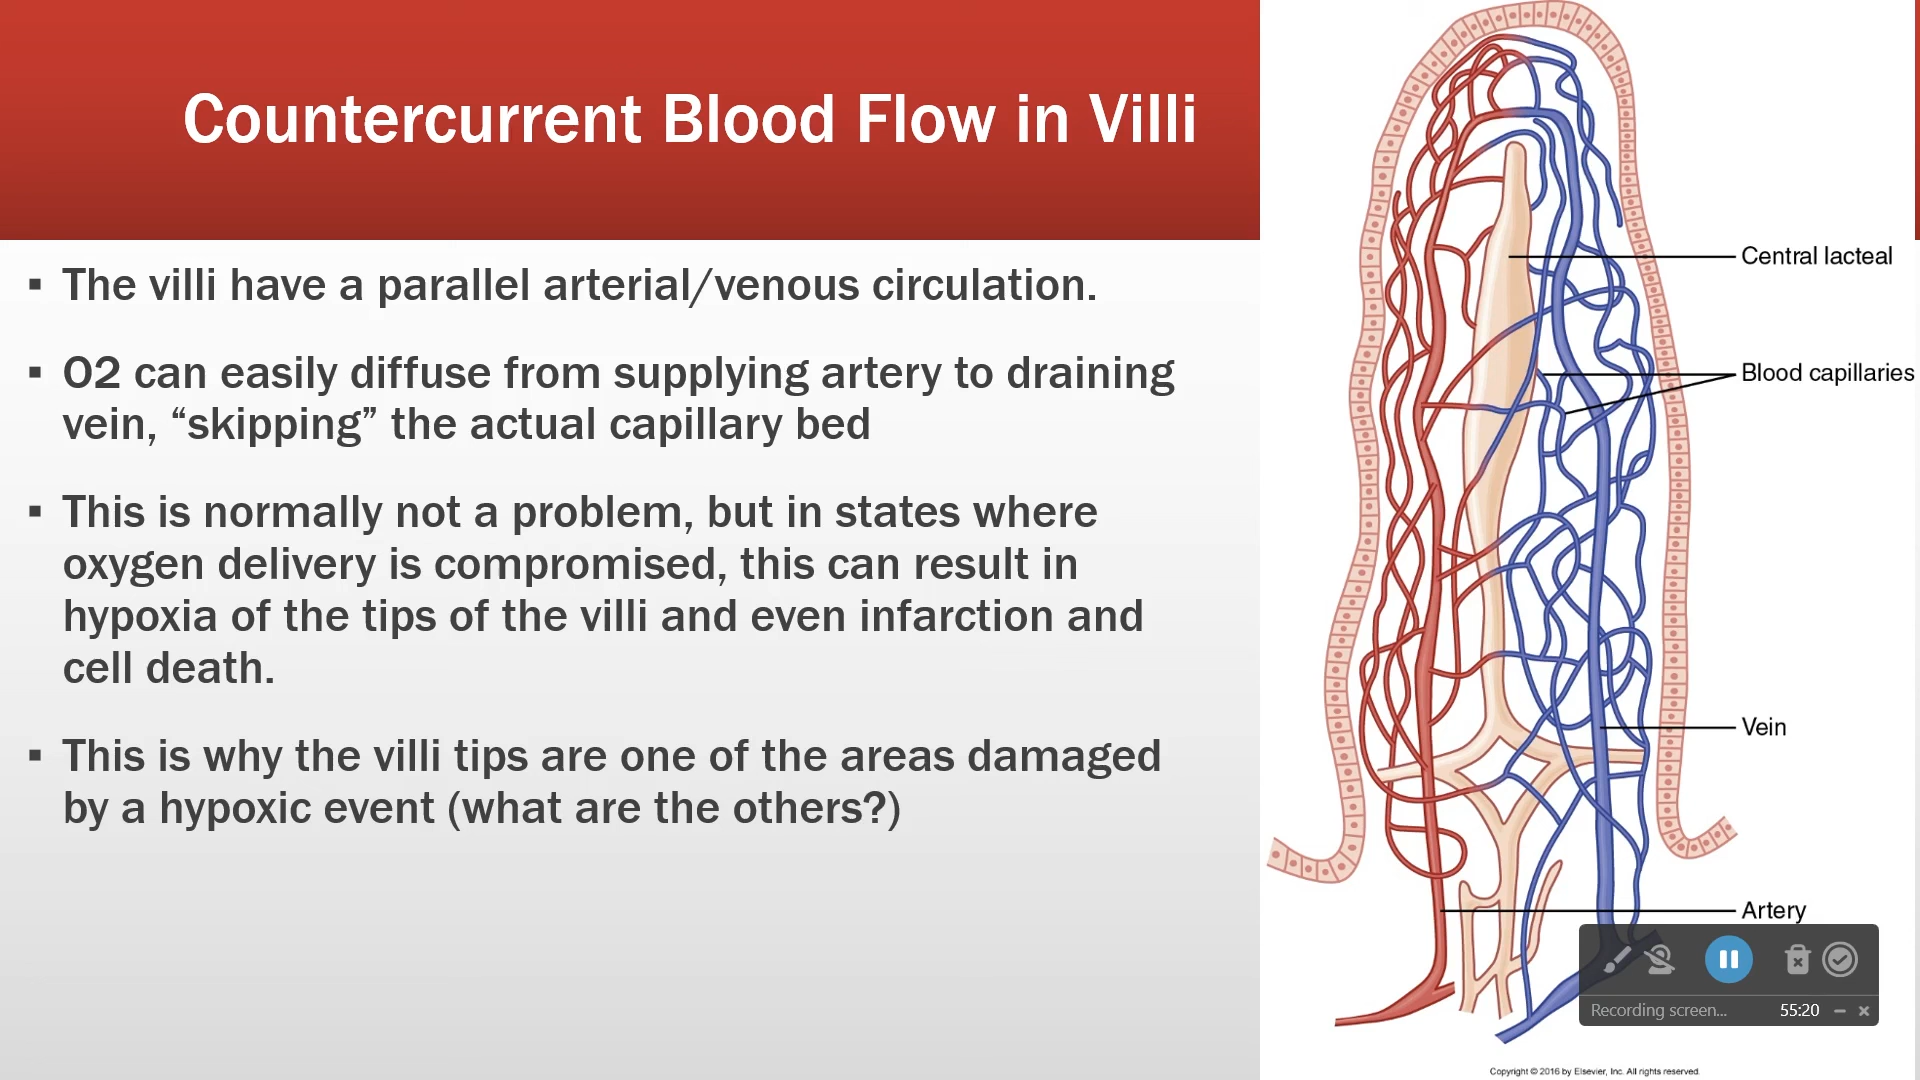 Countercurrent Blood Flow in Villi
▪ The villi have a parallel arterial/venous circulation.
▪ O2 can easily diffuse from supplying artery to draining
vein, “skipping” the actual capillary bed
▪ This is normally not a problem, but in states where
oxygen delivery is compromised, this can result in
hypoxia of the tips of the villi and even infarction and
cell death.
▪ This is why the villi tips are one of the areas damaged
by a hypoxic event (what are the others?)
Central lacteal
Blood capillaries
Vein
Artery
Recording screen... 55:20
Copyright © 2016 by Elsevier, Inc. All rights reserved.